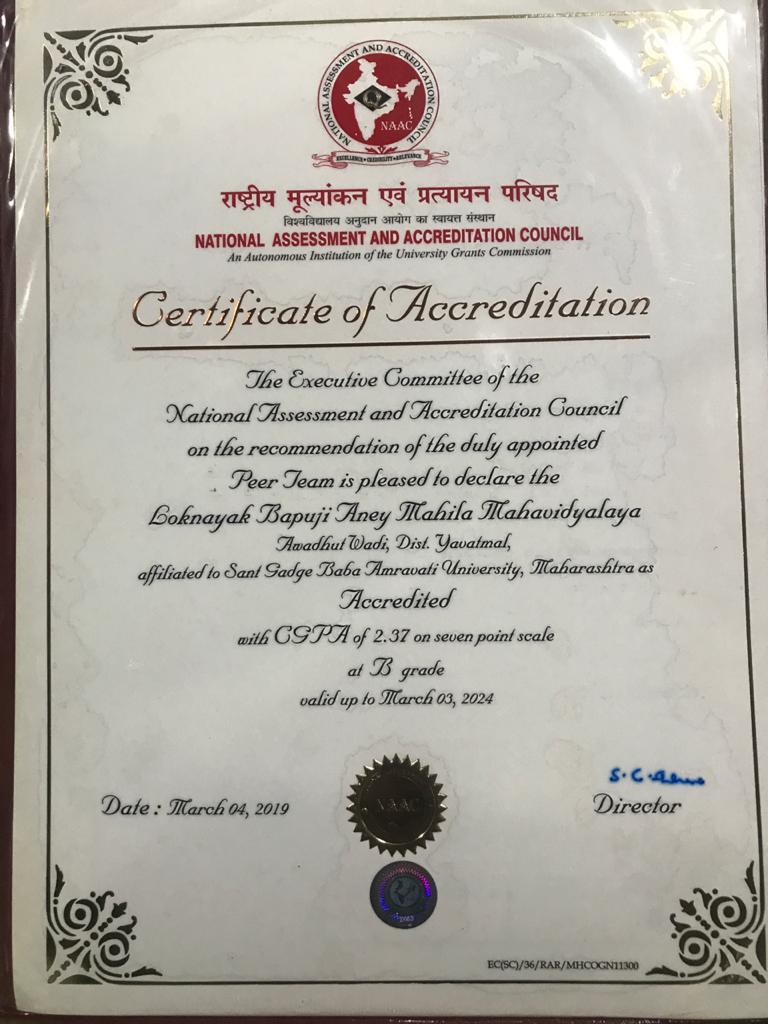 NATIONAL ASSESSMENT AND ACCREDITATION COUNCIL
NAAC
EXCELLENCE • CREDIBILITY • RELEVANCE
राष्ट्रीय मूल्यांकन एवं प्रत्यायन परिषद
विश्वविद्यालय अनुदान आयोग का स्वायत्त संस्थान
NATIONAL ASSESSMENT AND ACCREDITATION COUNCIL
An Autonomous Institution of the University Grants Commission
Certificate of Accreditation
The Executive Committee of the
National Assessment and Accreditation Council
on the recommendation of the duly appointed
Peer Team is pleased to declare the
Loknayak Bapuji Aney Mahila Mahavidyalaya
Awadhut Wadi, Dist. Yavatmal,
affiliated to Sant Gadge Baba Amravati University, Maharashtra as
Accredited
with CGPA of 2.37 on seven point scale
at B grade
valid up to March 03, 2024
Date : March 04, 2019
NAAC
Director
EC(SC)/36/RAR/MHCOGN11300